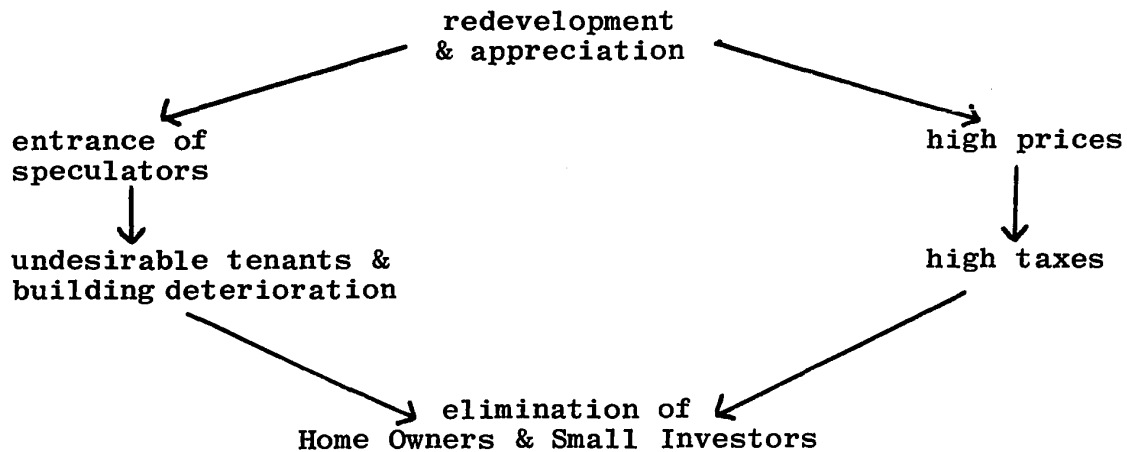 redevelopment
& appreciation
entrance of
speculators
high prices
undesirable tenants &
building deterioration
high taxes
elimination of
Home Owners & Small Investors